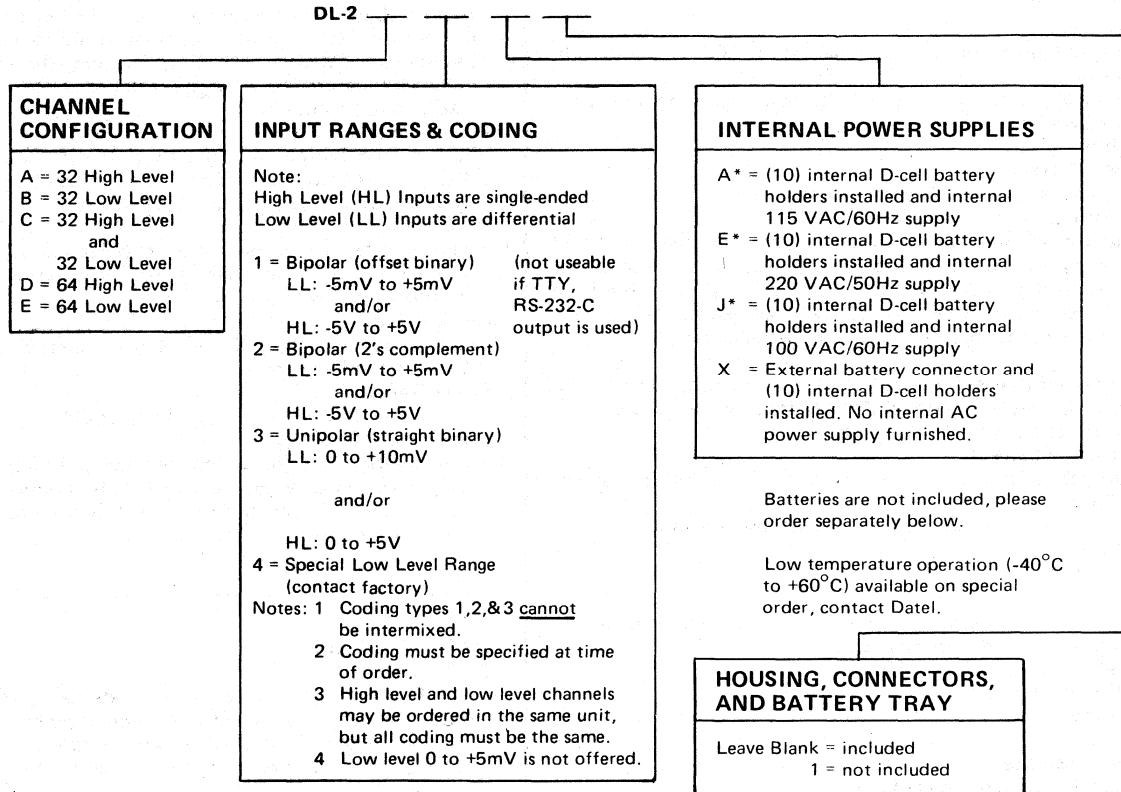 DL-2
CHANNEL
CONFIGURATION
A = 32 High Level
B = 32 Low Level
C = 32 High Level
and
32 Low Level
D = 64 High Level
E = 64 Low Level
INPUT RANGES & CODING
Note:
High Level (HL) Inputs are single-ended
Low Level (LL) Inputs are differential
1 = Bipolar (offset binary) (not useable
LL: -5mV to +5mV if TTY,
and/or RS-232-C
HL: -5V to +5V output is used)
2 = Bipolar (2's complement)
LL: -5mV to +5mV
and/or
HL: -5V to +5V
3 = Unipolar (straight binary)
LL: 0 to +10mV
and/or
HL: 0 to +5V
4 = Special Low Level Range
(contact factory)
Notes: 1 Coding types 1,2,&3 cannot
be intermixed.
2 Coding must be specified at time
of order.
3 High level and low level channels
may be ordered in the same unit,
but all coding must be the same.
4 Low level 0 to +5mV is not offered.
INTERNAL POWER SUPPLIES
A* = (10) internal D-cell battery
holders installed and internal
115 VAC/60Hz supply
E* = (10) internal D-cell battery
holders installed and internal
220 VAC/50Hz supply
J* = (10) internal D-cell battery
holders installed and internal
100 VAC/60Hz supply
X = External battery connector and
(10) internal D-cell holders
installed. No internal AC
power supply furnished.
Batteries are not included, please
order separately below.
Low temperature operation (-40°C
to +60°C) available on special
order, contact Datel.
HOUSING, CONNECTORS,
AND BATTERY TRAY
Leave Blank = included
1 = not included